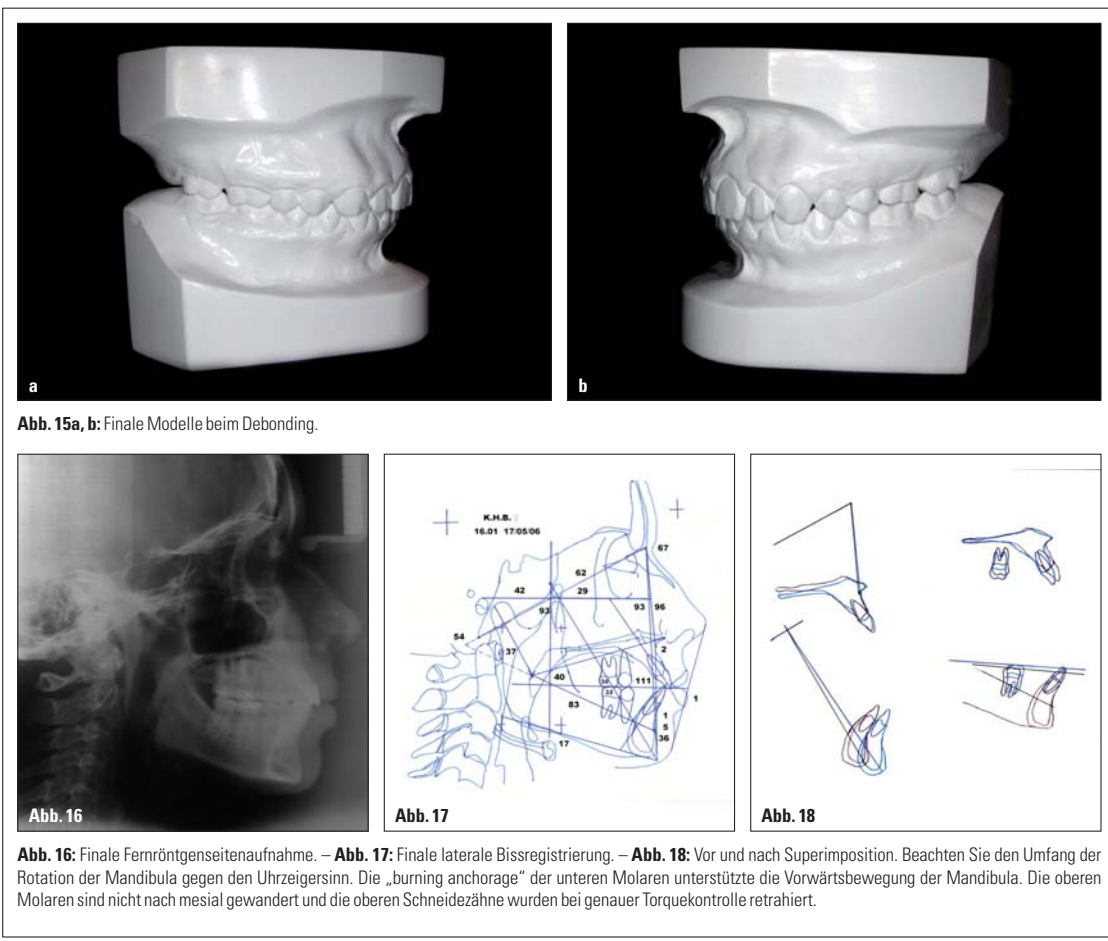 a
b
Abb. 15a, b: Finale Modelle beim Debonding.
Abb. 16
K.H.B.
16.01 17/05/06
67
62
42
29
93
93
96
54
37
2
40
111
33
1
83
1
5
17
36
Abb. 17
Abb. 18
Abb. 16: Finale Fernröntgenseitenaufnahme. – Abb. 17: Finale laterale Bissregistrierung. – Abb. 18: Vor und nach Superimposition. Beachten Sie den Umfang der
Rotation der Mandibula gegen den Uhrzeigersinn. Die „burning anchorage“ der unteren Molaren unterstützte die Vorwärtsbewegung der Mandibula. Die oberen
Molaren sind nicht nach mesial gewandert und die oberen Schneidezähne wurden bei genauer Torquekontrolle retrahiert.